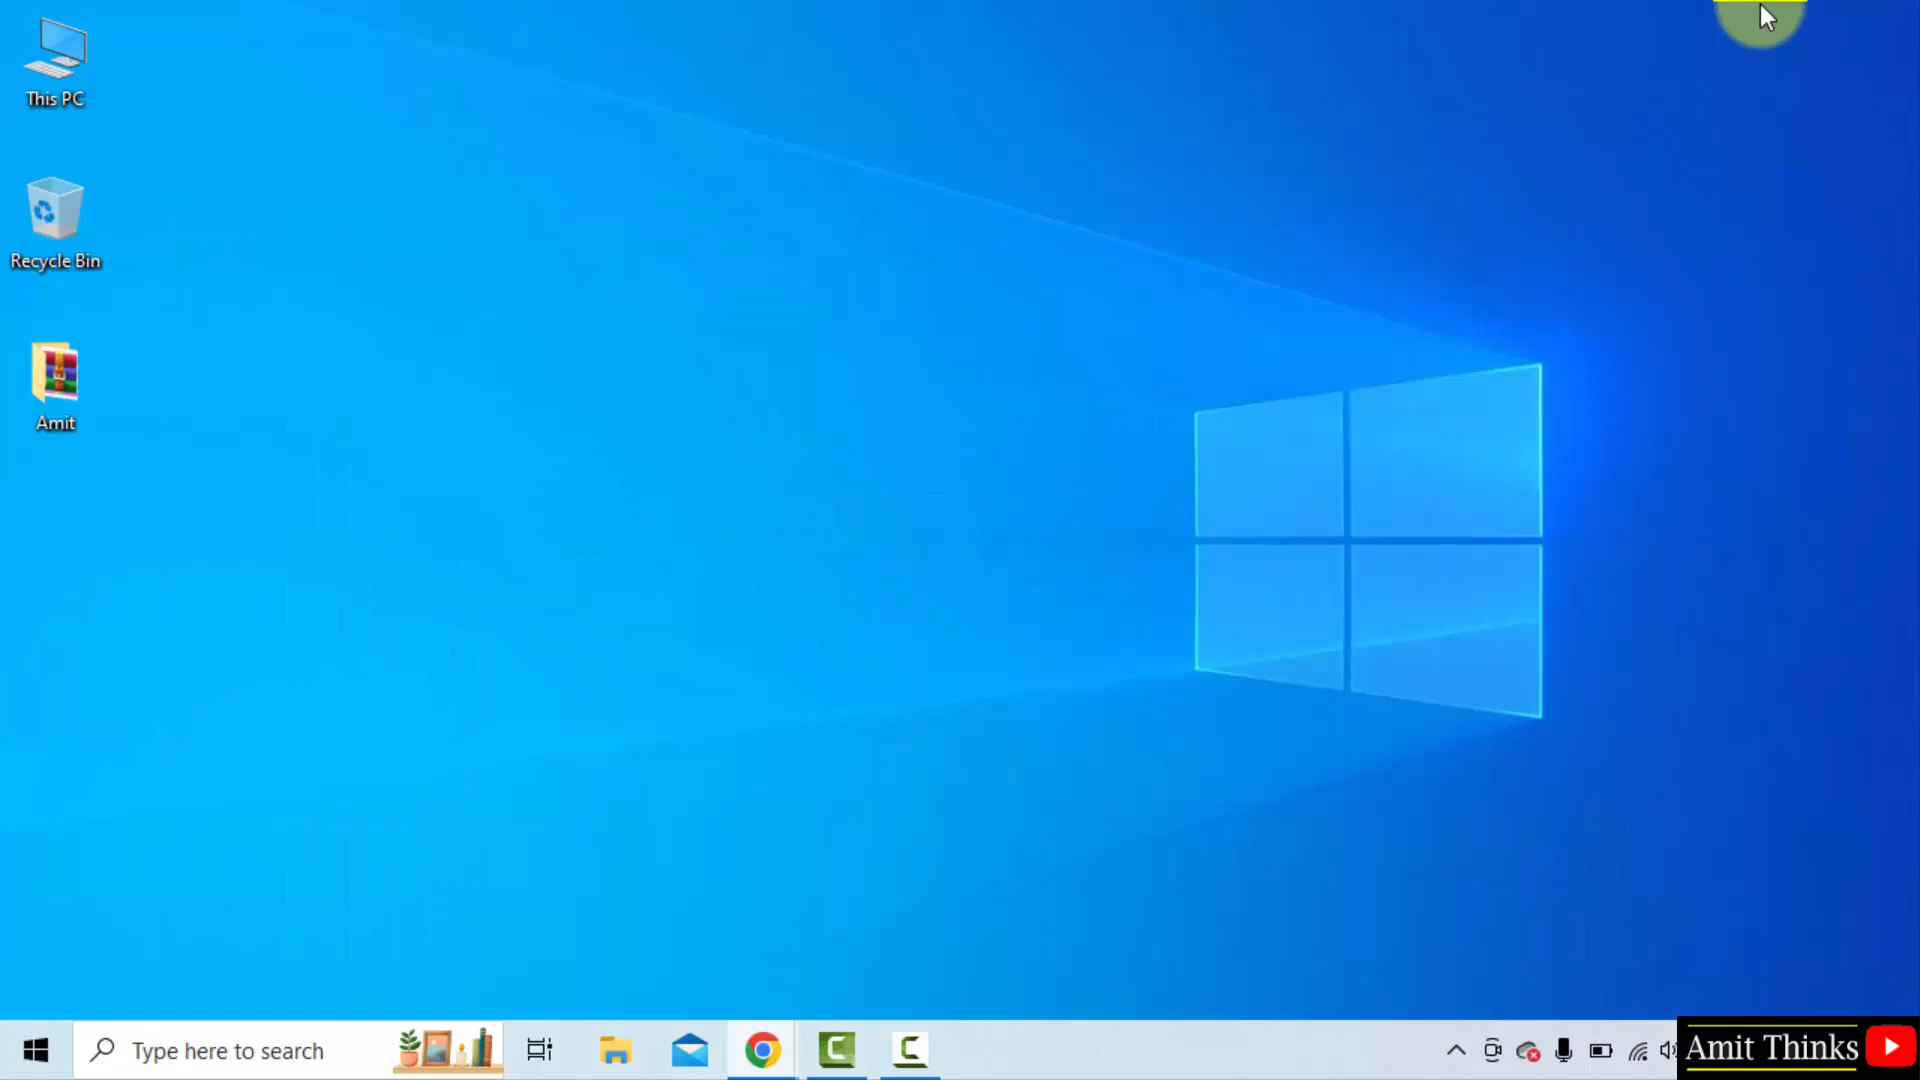 This PC
Recycle Bin
Amit
Type here to search
Amit Thinks